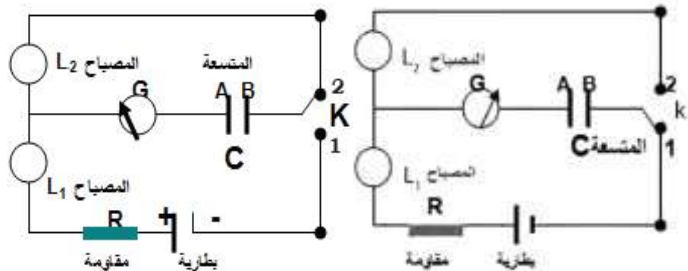 L2 المصباح
المتسعة
G
A B
2
K
1
C
L1 المصباح
R
+ -
مقاومة
بطارية
L2 المصباح
G
A B
2
k
1
C المتسعة
L1 المصباح
R
مقاومة
بطارية